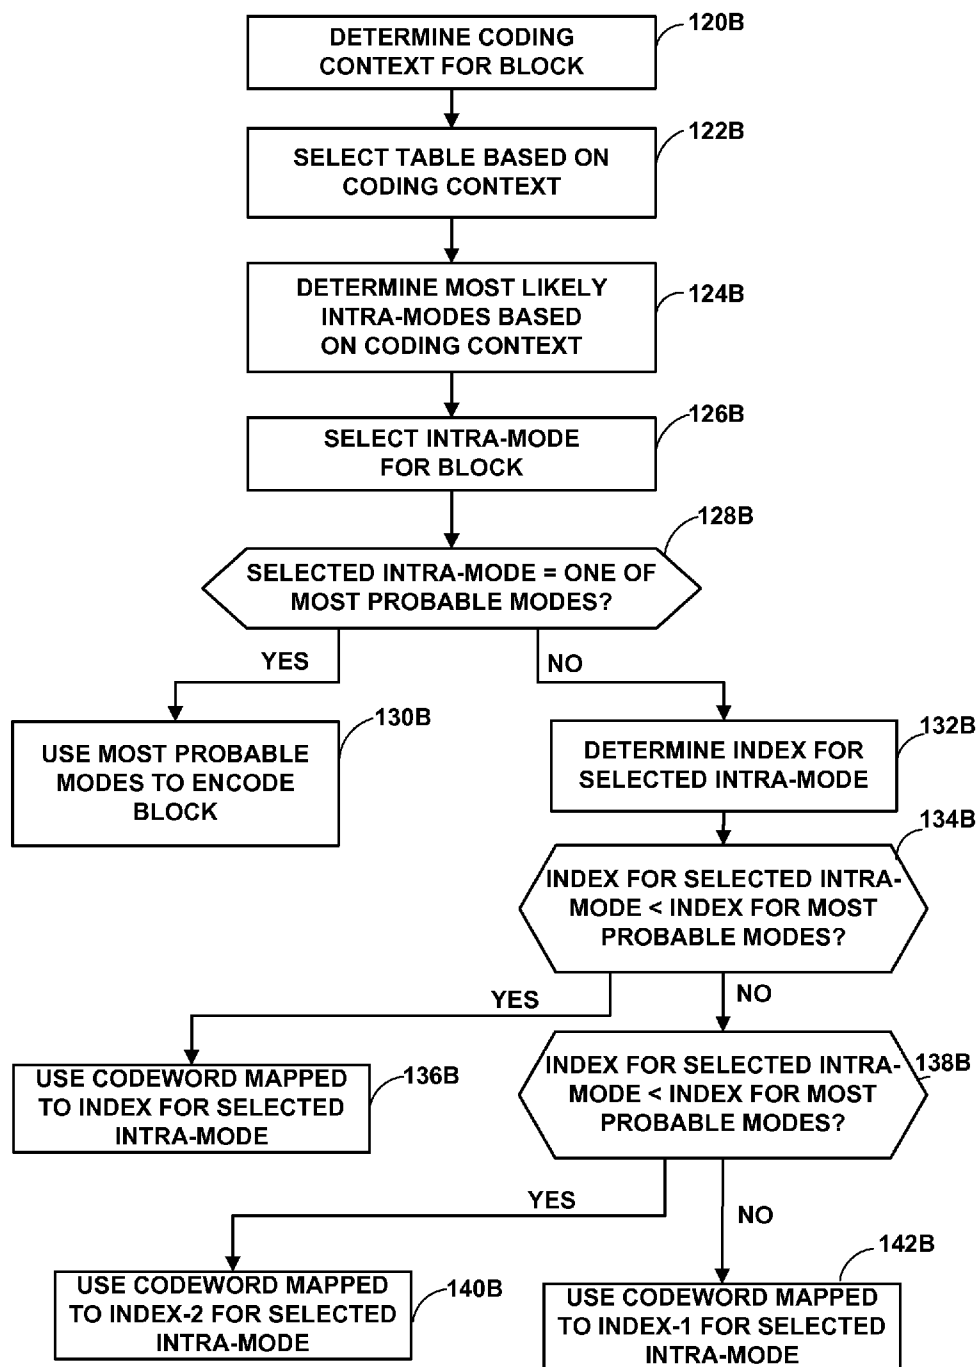 DETERMINE CODING
CONTEXT FOR BLOCK
120B
SELECT TABLE BASED ON
CODING CONTEXT
122B
DETERMINE MOST LIKELY
INTRA-MODES BASED
ON CODING CONTEXT
124B
SELECT INTRA-MODE
FOR BLOCK
126B
SELECTED INTRA-MODE = ONE OF
MOST PROBABLE MODES?
128B
YES
NO
USE MOST PROBABLE
MODES TO ENCODE
BLOCK
130B
DETERMINE INDEX FOR
SELECTED INTRA-MODE
132B
INDEX FOR SELECTED INTRA-
MODE < INDEX FOR MOST
PROBABLE MODES?
134B
YES
NO
USE CODEWORD MAPPED
TO INDEX FOR SELECTED
INTRA-MODE
136B
INDEX FOR SELECTED INTRA-
MODE < INDEX FOR MOST
PROBABLE MODES?
138B
YES
NO
USE CODEWORD MAPPED
TO INDEX-2 FOR SELECTED
INTRA-MODE
140B
USE CODEWORD MAPPED
TO INDEX-1 FOR SELECTED
INTRA-MODE
142B